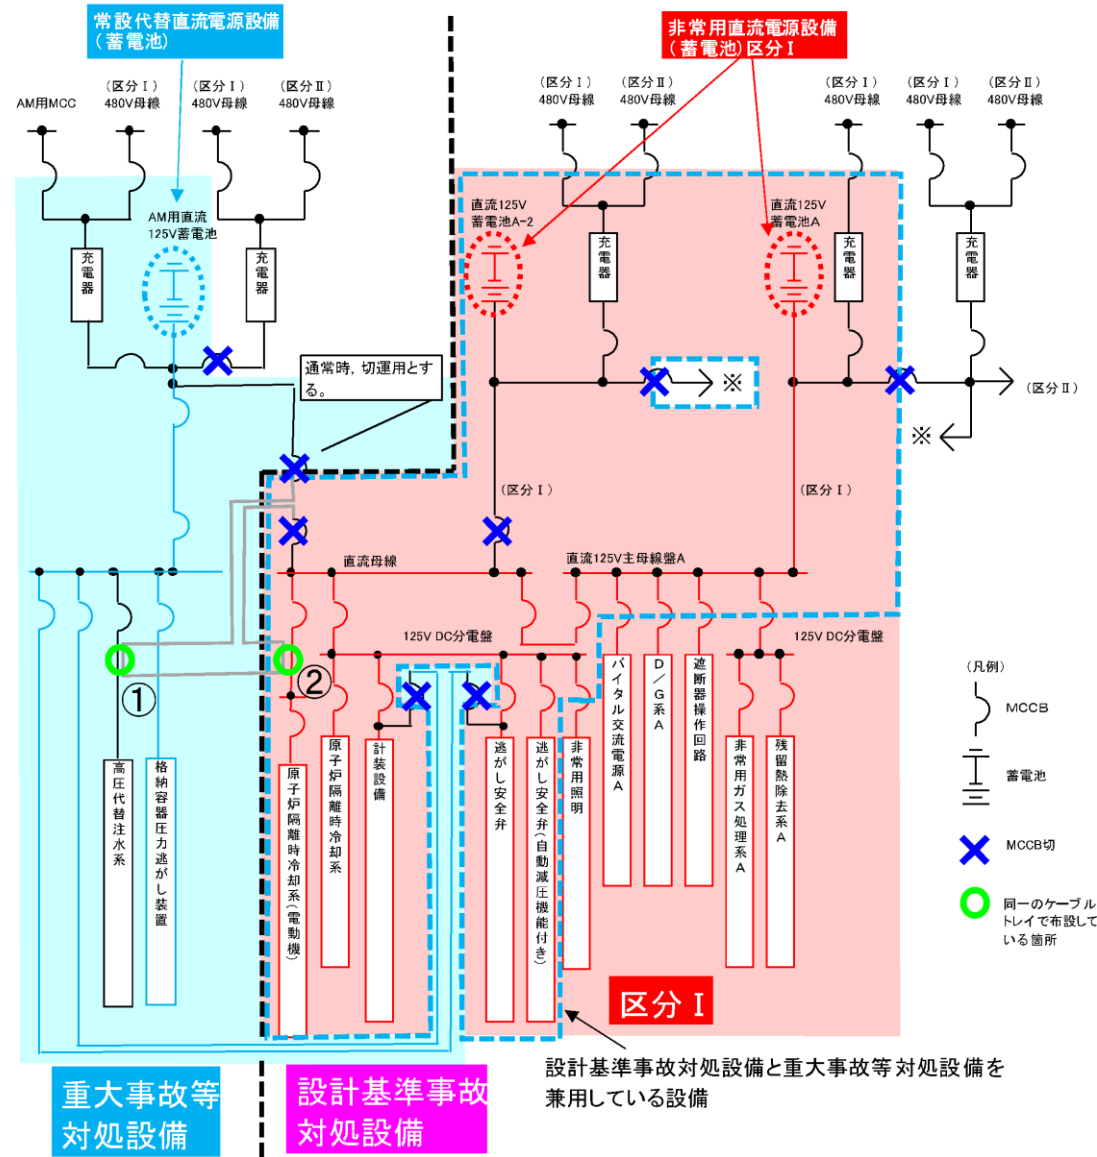 常設代替直流電源設備
(蓄電池)
非常用直流電源設備
(蓄電池)区分Ⅰ
AM用MCC
(区分Ⅰ)
480V母線
(区分Ⅰ)
480V母線
(区分Ⅱ)
480V母線
(区分Ⅰ)
480V母線
(区分Ⅱ)
480V母線
(区分Ⅰ)
480V母線
(区分Ⅰ)
480V母線
(区分Ⅱ)
480V母線
AM用直流
125V蓄電池
直流125V
蓄電池A-2
直流125V
蓄電池A
充電器
充電器
充電器
充電器
充電器
通常時，切運用とす
る。
※
(区分Ⅱ)
※
(区分Ⅰ)
(区分Ⅰ)
直流母線
直流125V主母線盤A
125V DC分電盤
125V DC分電盤
①
②
高圧代替注水系
格納容器圧力逃がし装置
原子炉隔離時冷却系(電動機)
原子炉隔離時冷却系
計装設備
逃がし安全弁
逃がし安全弁(自動減圧機能付き)
非常用照明
バイタル交流電源A
D/G系A
遮断器操作回路
非常用ガス処理系A
残留熱除去系A
(凡例)
MCCB
蓄電池
MCCB切
同一のケーブル
トレイで布設して
いる箇所
区分Ⅰ
設計基準事故対処設備と重大事故等対処設備を
兼用している設備
重大事故等
対処設備
設計基準事故
対処設備